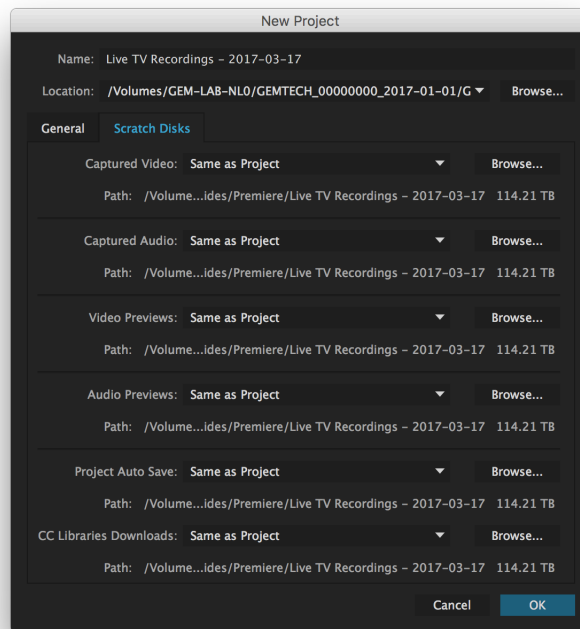 New Project
Name: Live TV Recordings – 2017–03–17
Location: /Volumes/GEM-LAB-NL0/GEMTECH_00000000_2017-01-01/G Browse...
General Scratch Disks
Captured Video: Same as Project Browse...
Path: /Volume...ides/Premiere/Live TV Recordings – 2017–03–17 114.21 TB
Captured Audio: Same as Project Browse...
Path: /Volume...ides/Premiere/Live TV Recordings – 2017–03–17 114.21 TB
Video Previews: Same as Project Browse...
Path: /Volume...ides/Premiere/Live TV Recordings – 2017–03–17 114.21 TB
Audio Previews: Same as Project Browse...
Path: /Volume...ides/Premiere/Live TV Recordings – 2017–03–17 114.21 TB
Project Auto Save: Same as Project Browse...
Path: /Volume...ides/Premiere/Live TV Recordings – 2017–03–17 114.21 TB
CC Libraries Downloads: Same as Project Browse...
Path: /Volume...ides/Premiere/Live TV Recordings – 2017–03–17 114.21 TB
Cancel OK